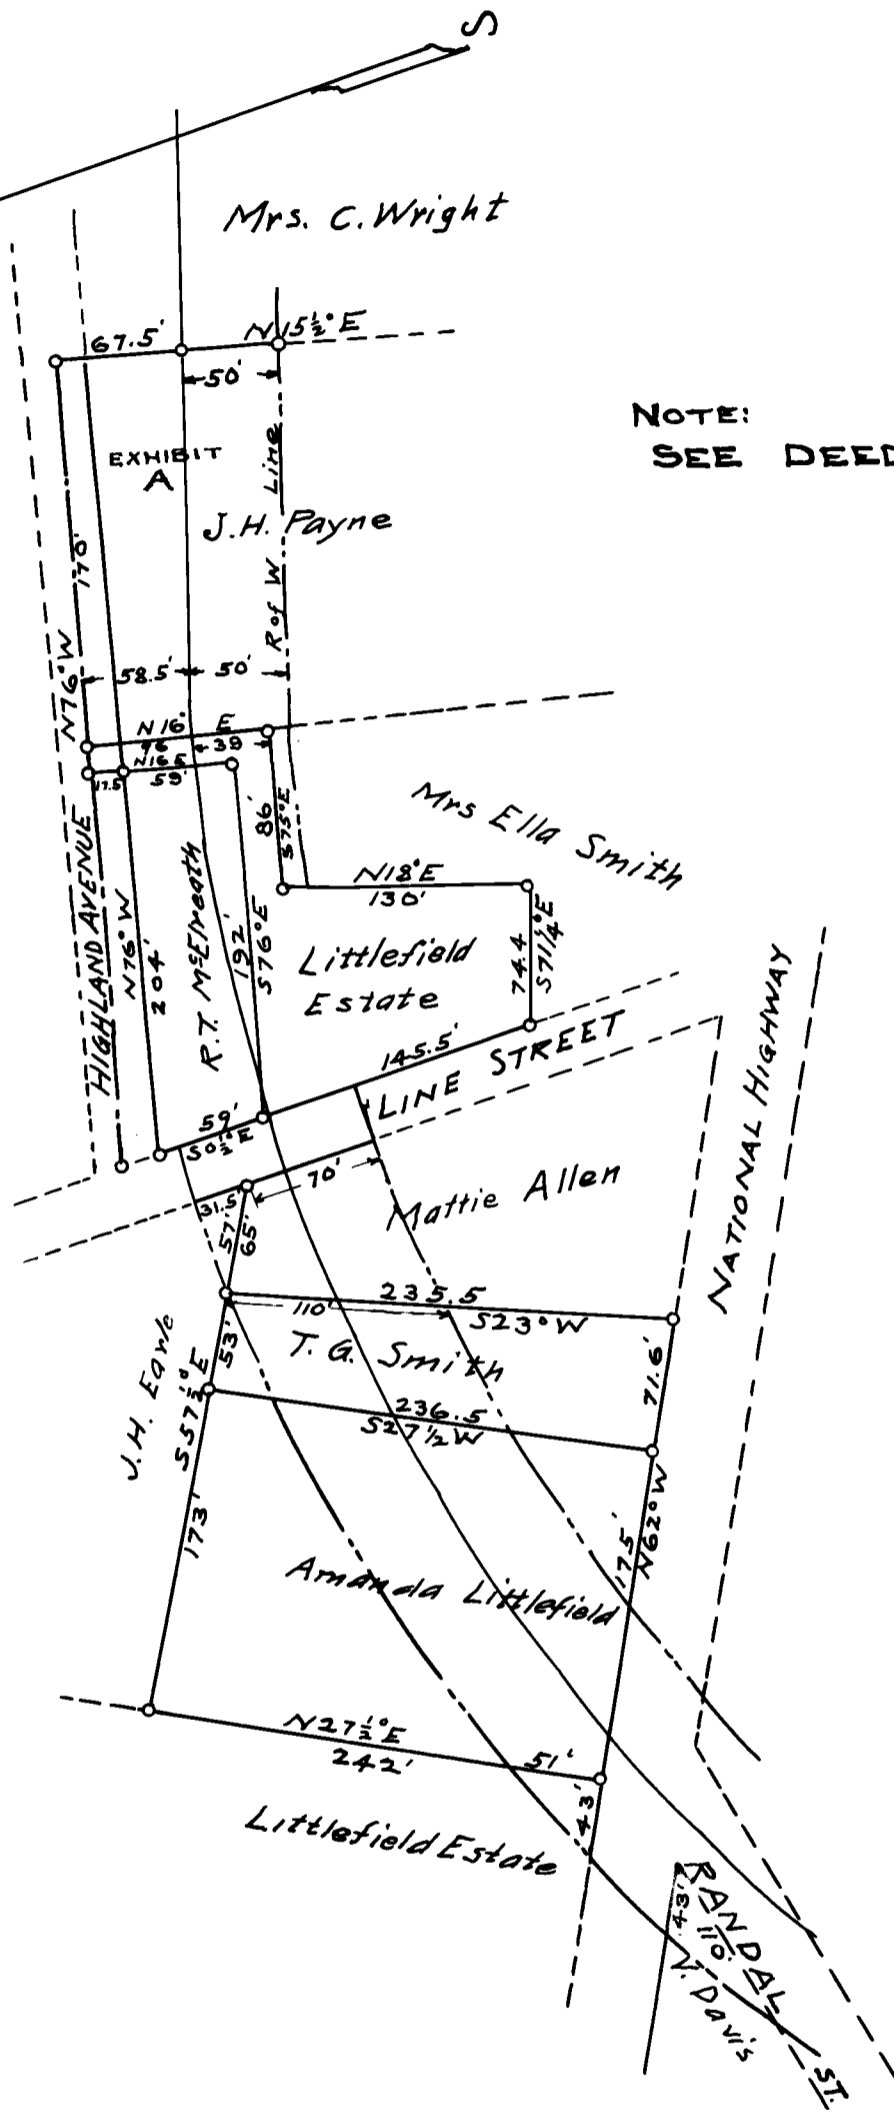 S
Mrs. C. Wright
67.5'
N15½°E
50'
NOTE:
SEE DEED
EXHIBIT
A
Line
J.H. Payne
R of W
170'
N76°W
58.5'
50'
N16° E
96
39
N16.5
17.5
59'
86'
S75°E
Mrs Ella Smith
N18°E
130'
HIGHLAND AVENUE
N76°W
204'
R.T. McElreath
192'
S76°E
Littlefield
Estate
74.4
S71¼°E
145.5'
LINE STREET
NATIONAL HIGHWAY
59'
S0½°E
70'
31.5'
57'
65'
Mattie Allen
235.5
110'
S23°W
J.H. Earle
S57½°E
53'
T. G. Smith
71.6'
236.5
S27½W
173'
175'
N62°W
Amanda Littlefield
N27½°E
242'
51'
43'
Littlefield Estate
RANDAL ST.
43'
110'
V. Davis